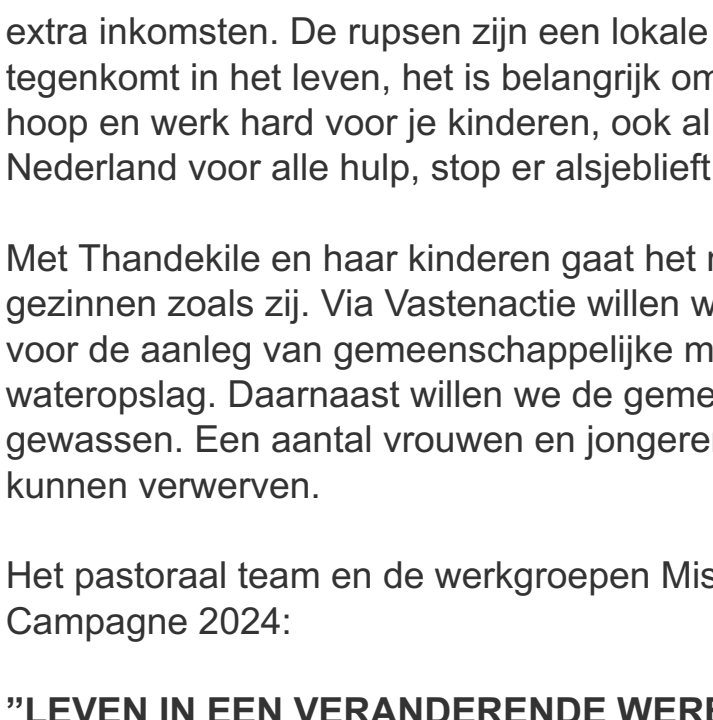 extra inkomsten. De rupsen zijn een lokale
tegenkomt in het leven, het is belangrijk om
hoop en werk hard voor je kinderen, ook al
Nederland voor alle hulp, stop er alsjeblieft
Met Thandekile en haar kinderen gaat het
gezinnen zoals zij. Via Vastenactie willen
voor de aanleg van gemeenschappelijke
wateropslag. Daarnaast willen we de
gewassen. Een aantal vrouwen en jongeren
kunnen verwerven.
Het pastoraal team en de werkgroepen
Campagne 2024:
”LEVEN IN EEN VERANDERENDE